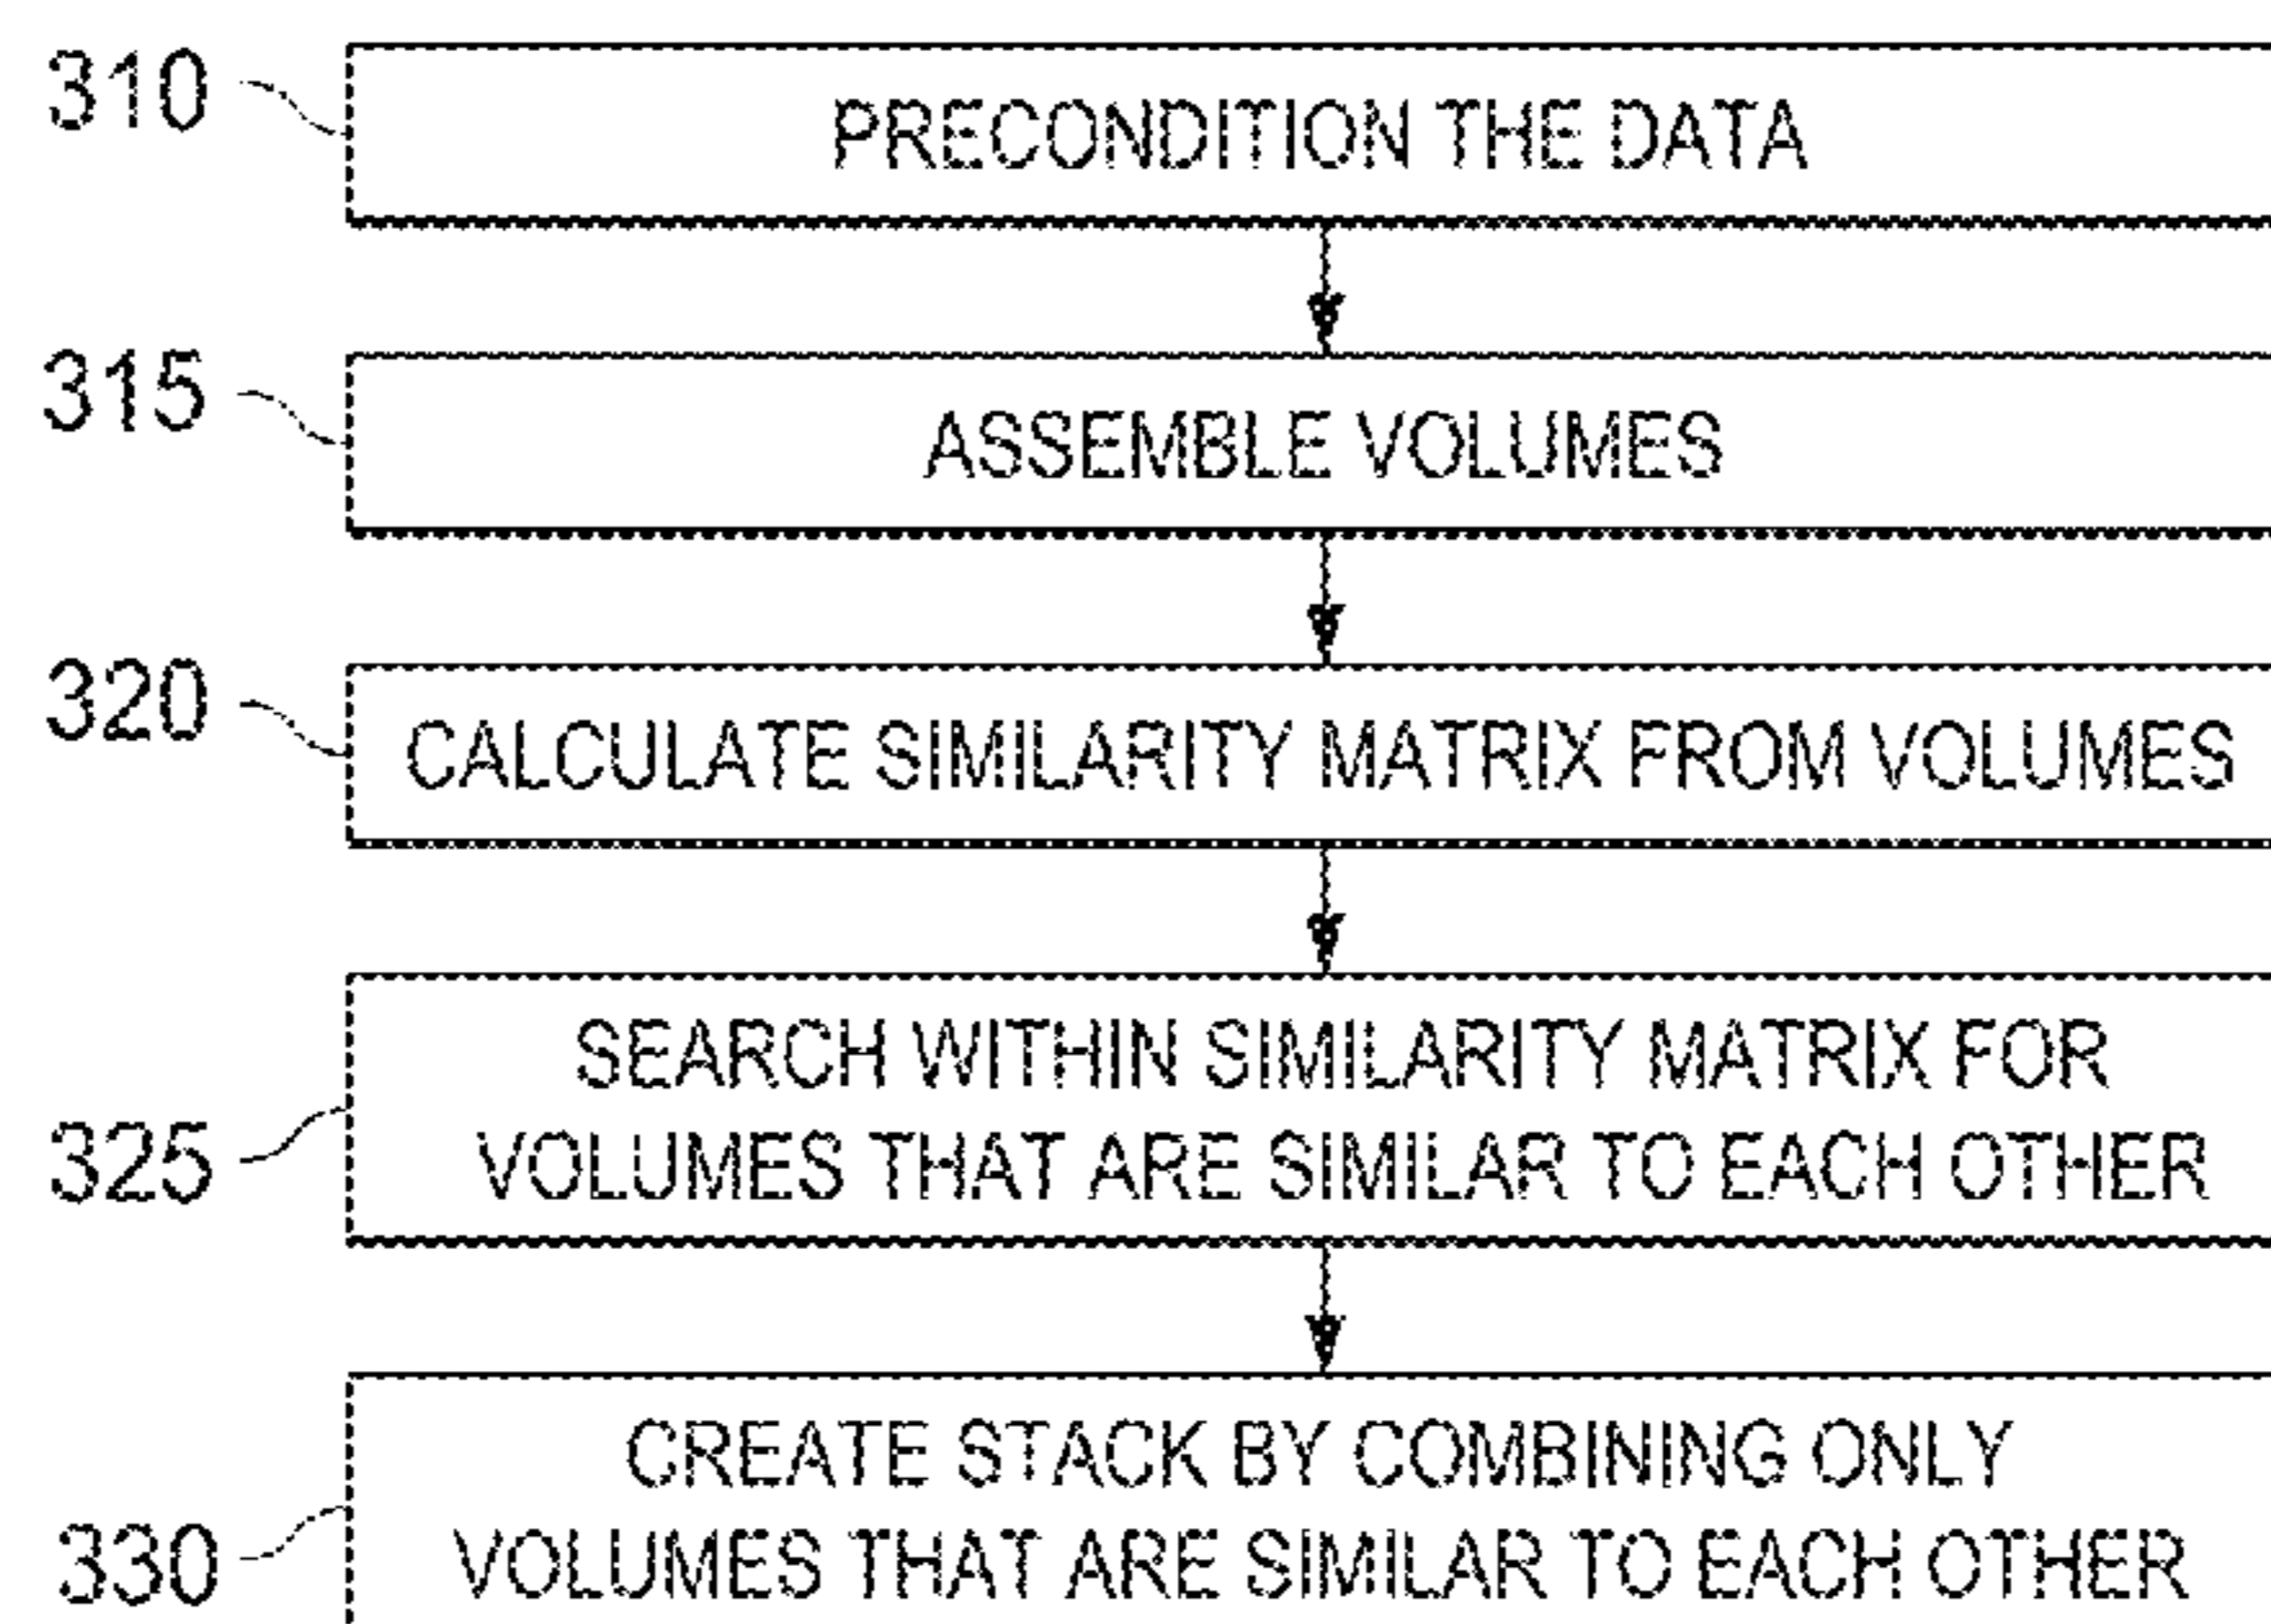 310
PRECONDITION THE DATA
315
ASSEMBLE VOLUMES
320
CALCULATE SIMILARITY MATRIX FROM VOLUMES
SEARCH WITHIN SIMILARITY MATRIX FOR
325
VOLUMES THAT ARE SIMILAR TO EACH OTHER
CREATE STACK BY COMBINING ONLY
330
VOLUMES THAT ARE SIMILAR TO EACH OTHER